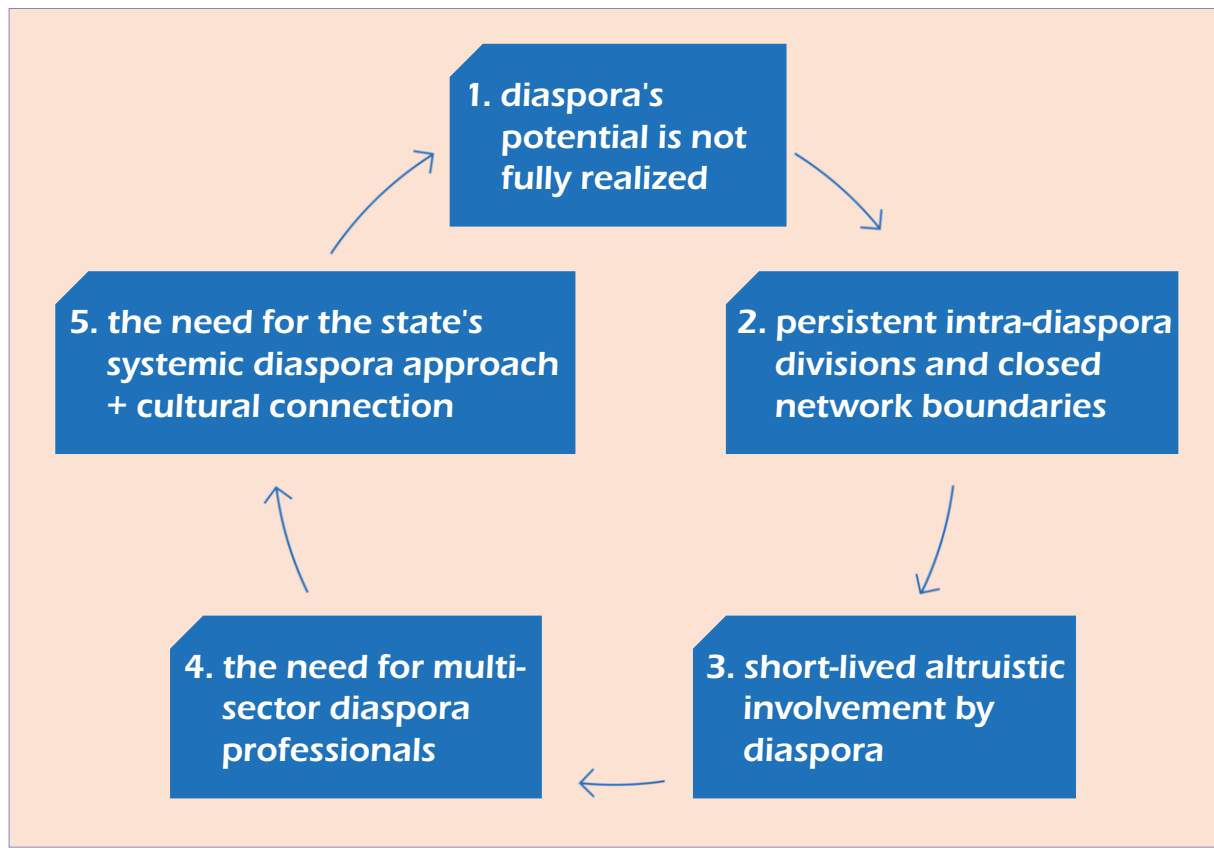 1. diaspora's
potential is not
fully realized
2. persistent intra-diaspora
divisions and closed
network boundaries
3. short-lived altruistic
involvement by
diaspora
4. the need for multi-
sector diaspora
professionals
5. the need for the state's
systemic diaspora approach
+ cultural connection